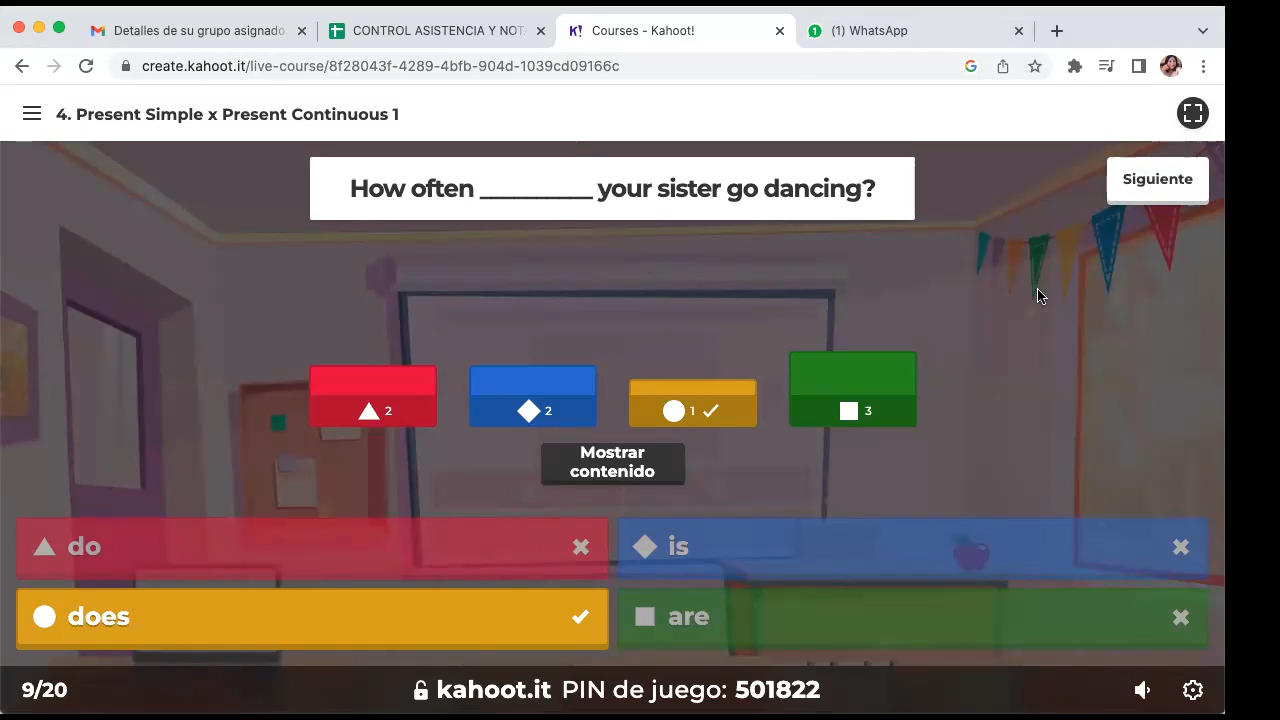 Detalles de su grupo asignado
CONTROL ASISTENCIA Y NOT
Courses - Kahoot!
1 (1) WhatsApp
create.kahoot.it/live-course/8f28043f-4289-4bfb-904d-1039cd09166c
4. Present Simple x Present Continuous 1
How often _________ your sister go dancing?
Siguiente
2
2
1
3
Mostrar
contenido
do
is
does
are
9/20
kahoot.it PIN de juego: 501822